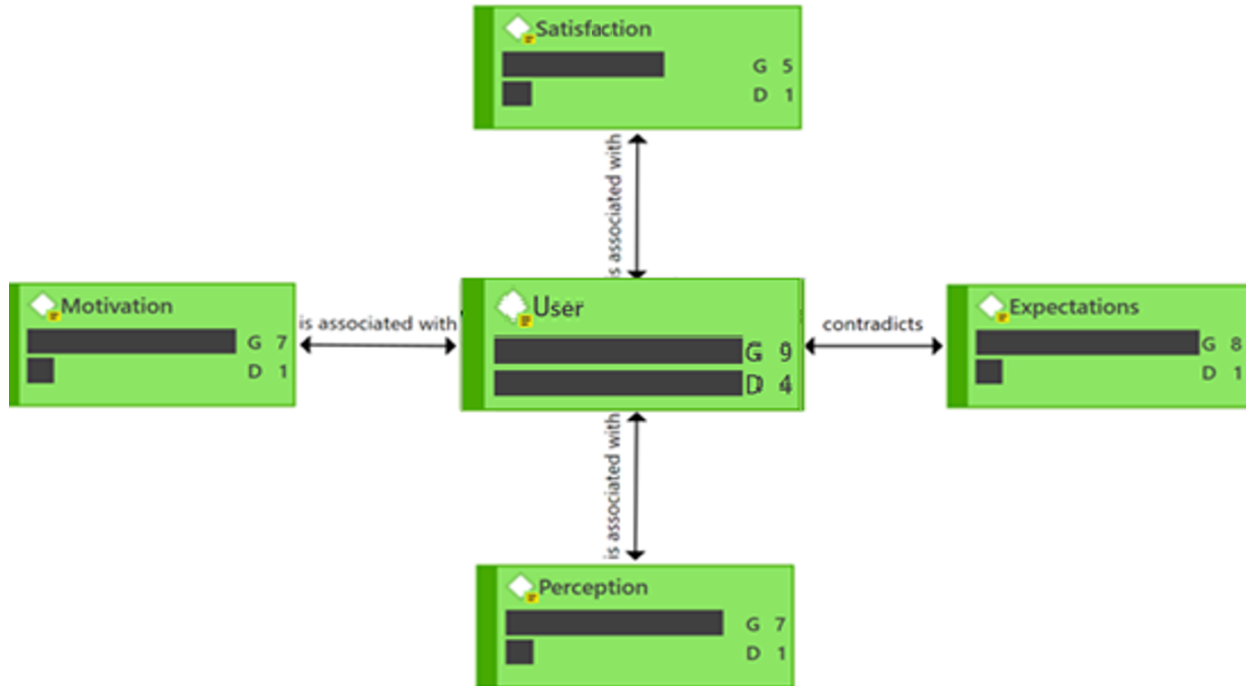 Satisfaction
G 5
D 1
is associated with
Motivation
G 7
D 1
is associated with
User
G 9
D 4
contradicts
Expectations
G 8
D 1
is associated with
Perception
G 7
D 1